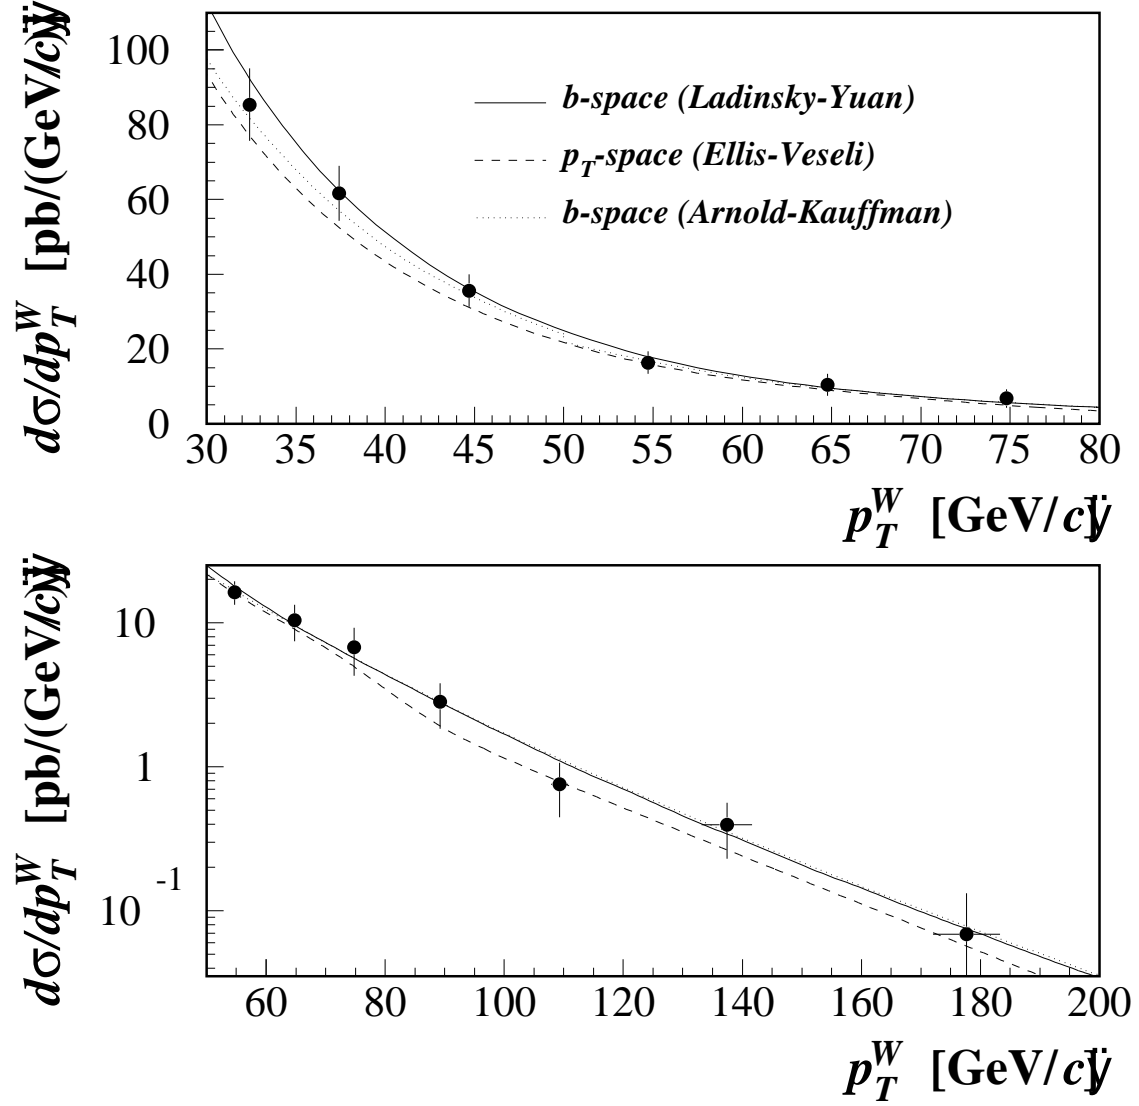 dσ/dp_T^W [pb/(GeV/c)ÿ
100
80
60
40
20
0
b-space (Ladinsky-Yuan)
p_T-space (Ellis-Veseli)
b-space (Arnold-Kauffman)
30 35 40 45 50 55 60 65 70 75 80
p_T^W [GeV/c]ÿ
dσ/dp_T^W [pb/(GeV/c)ÿ
10
1
10^-1
60 80 100 120 140 160 180 200
p_T^W [GeV/c]ÿ